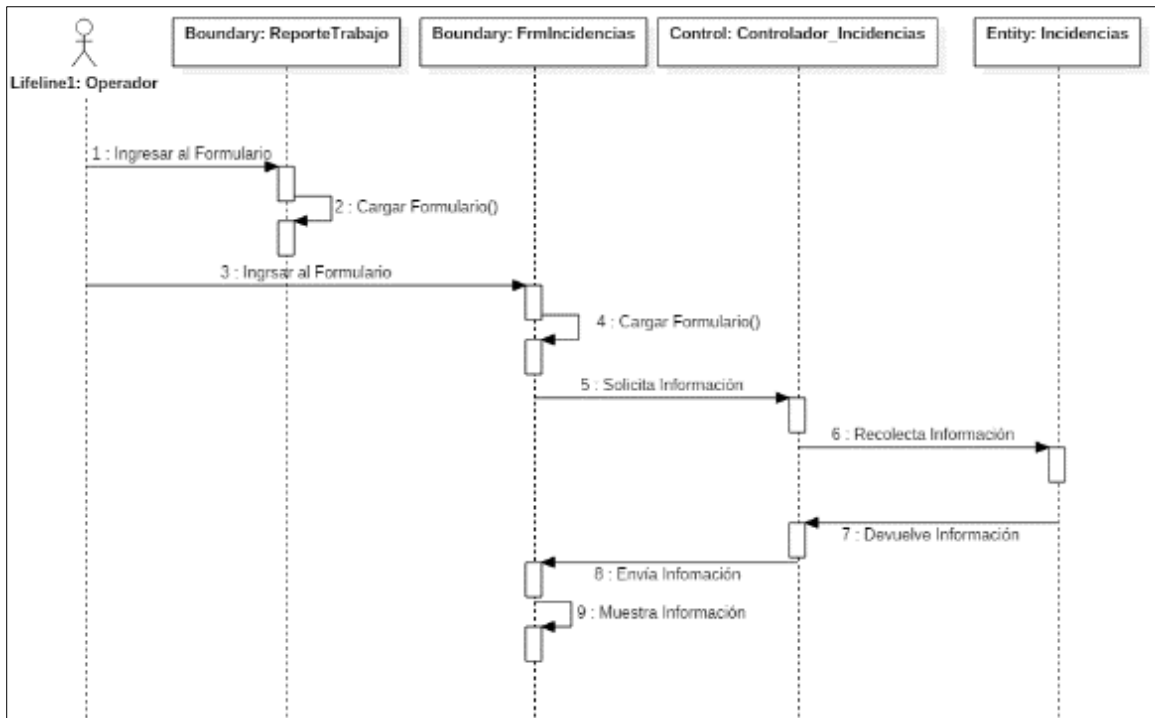 Boundary: ReporteTrabajo
Boundary: FrmIncidencias
Control: Controlador_Incidencias
Entity: Incidencias
Lifeline1: Operador
1 : Ingresar al Formulario
2 : Cargar Formulario()
3 : Ingrsar al Formulario
4 : Cargar Formulario()
5 : Solicita Información
6 : Recolecta Información
7 : Devuelve Información
8 : Envía Infomación
9 : Muestra Información